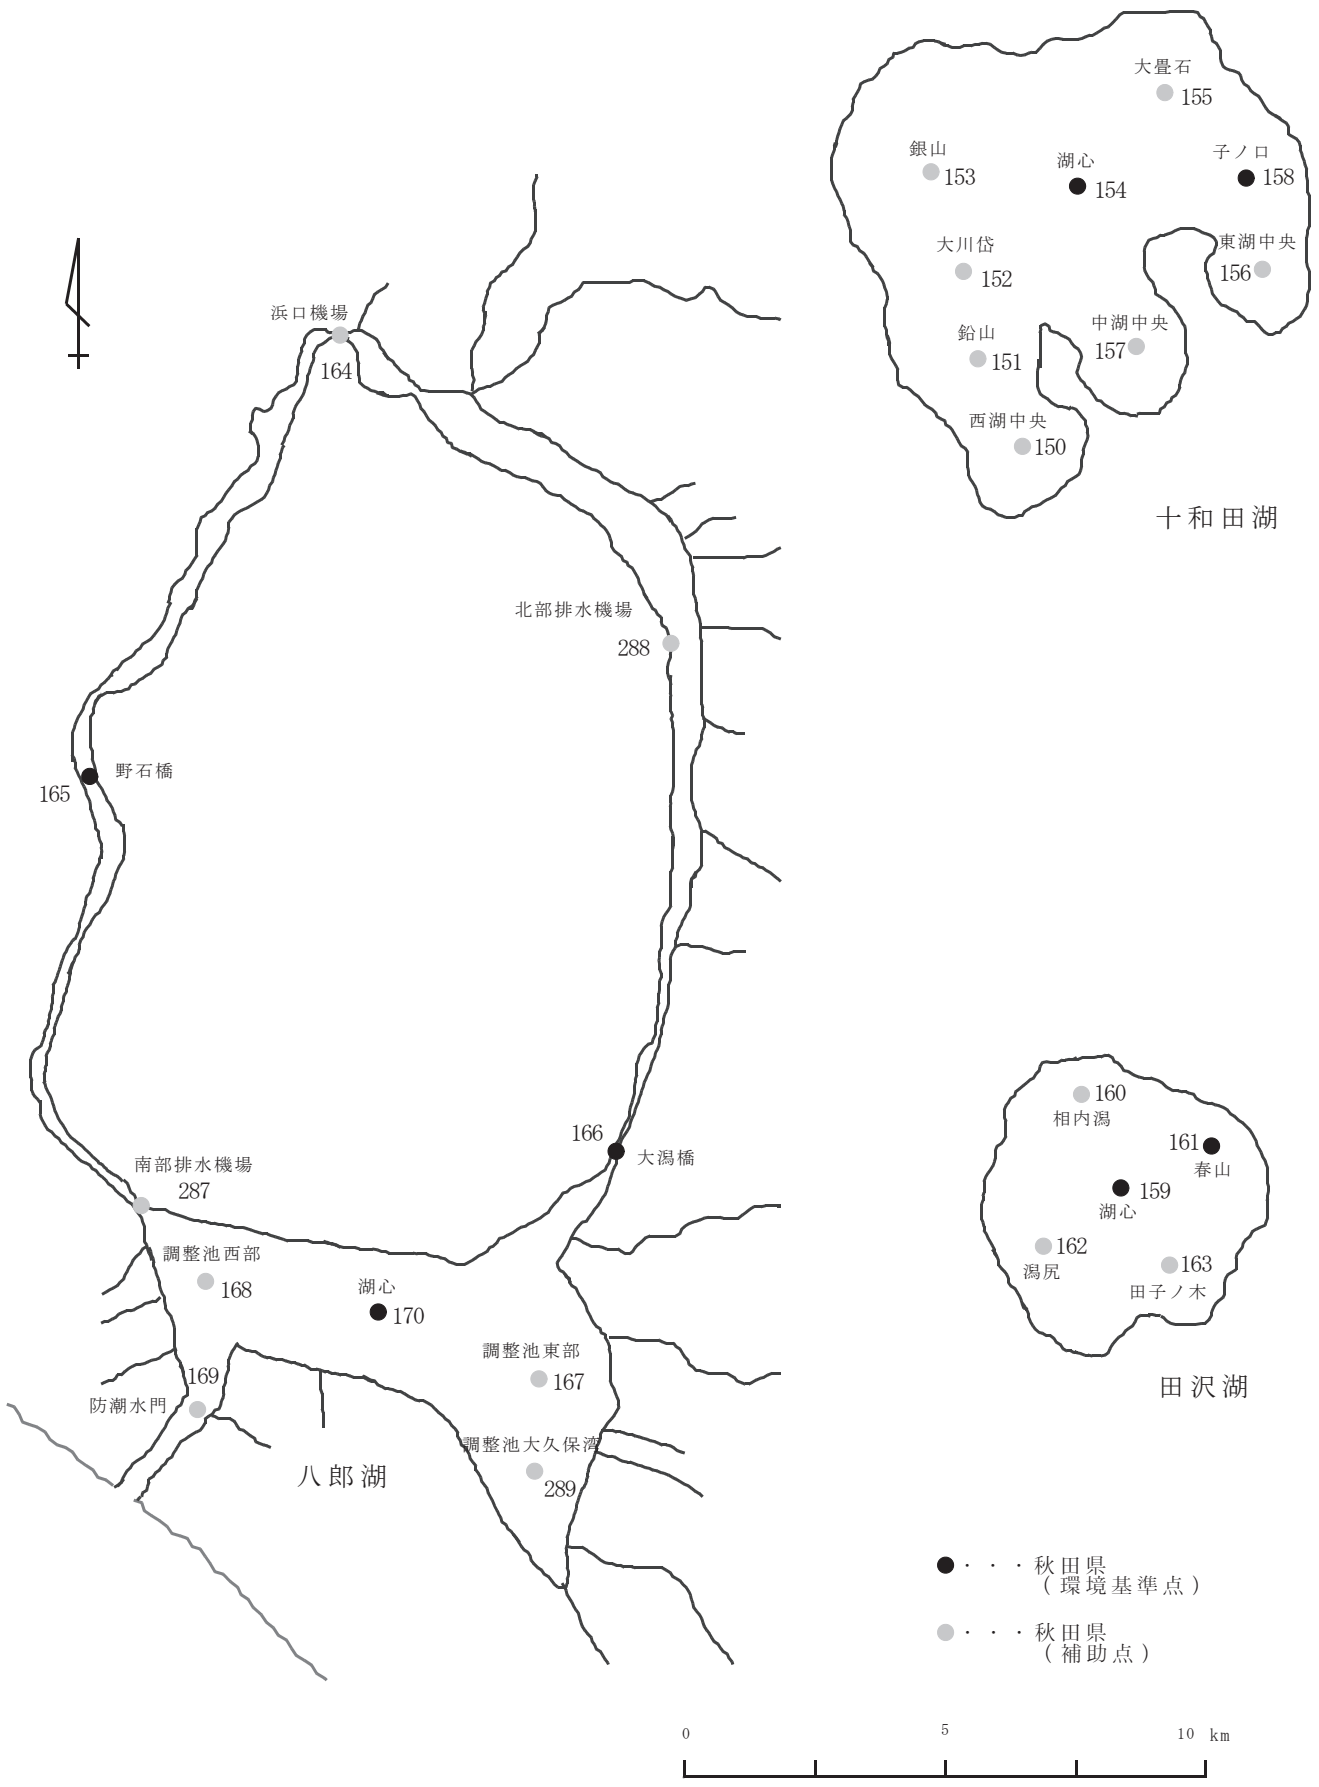 大畳石
155
銀山
153
湖心
154
子ノ口
158
大川岱
152
東湖中央
156
鉛山
151
中湖中央
157
西湖中央
150
十和田湖
浜口機場
164
北部排水機場
288
野石橋
165
166
大潟橋
南部排水機場
287
調整池西部
168
湖心
170
調整池東部
167
169
防潮水門
調整池大久保湾
289
八郎湖
160
相内潟
161
春山
159
湖心
162
潟尻
163
田子ノ木
田沢湖
・・・秋田県
（環境基準点）
・・・秋田県
（補助点）
0 5 10 km